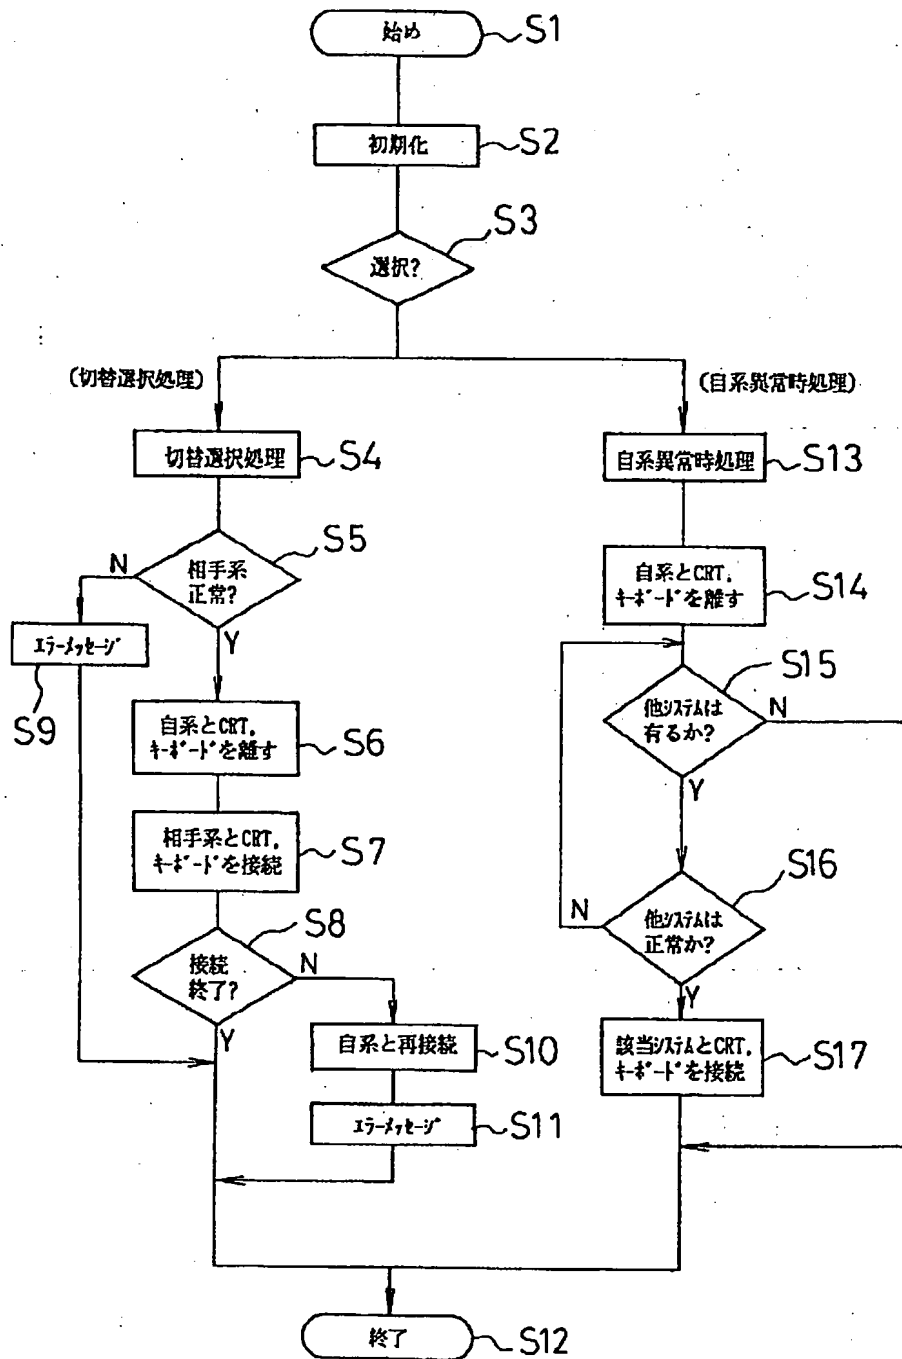 始め
S1
初期化
S2
S3
選択?
(切替選択処理)
(自系異常時処理)
切替選択処理
S4
自系異常時処理
S13
S5
N
相手系
正常?
Y
自系とCRT,
キーボードを離す
S14
エラーメッセージ
S9
S15
他システムは
有るか?
N
Y
自系とCRT,
キーボードを離す
S6
相手系とCRT,
キーボードを接続
S7
S16
N
他システムは
正常か?
Y
S8
接続
終了?
N
Y
自系と再接続
S10
該当システムとCRT,
キーボードを接続
S17
エラーメッセージ
S11
終了
S12